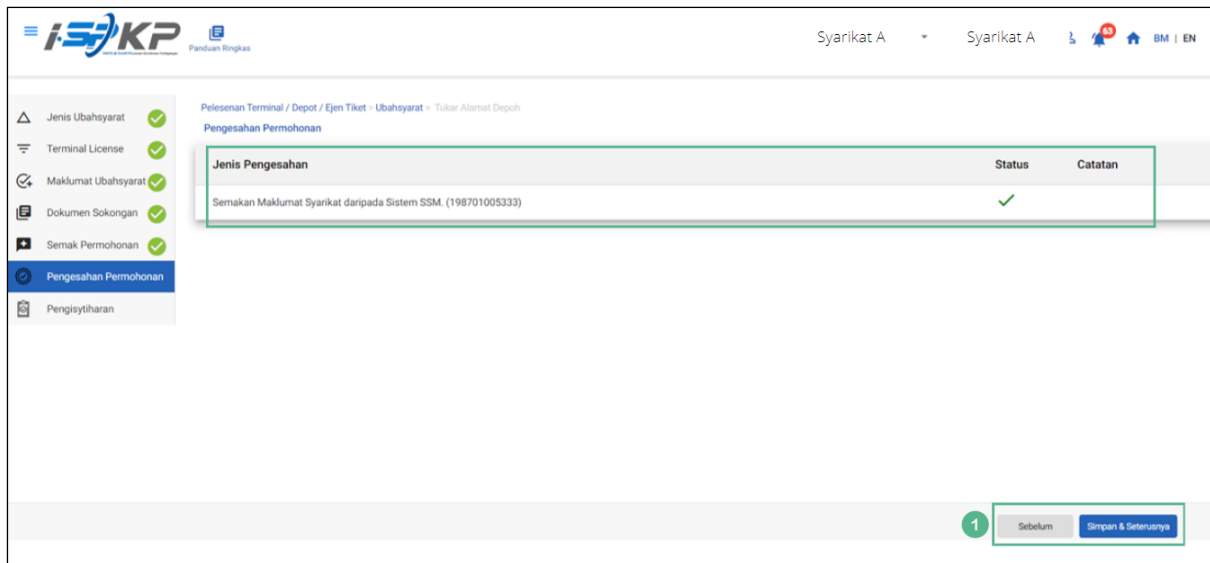 i-SPKP
Panduan Ringkas
Syarikat A
Syarikat A
53
BM | EN
Jenis Ubahsyarat
Terminal License
Maklumat Ubahsyarat
Dokumen Sokongan
Semak Permohonan
Pengesahan Permohonan
Pengisytiharan
Pelesenan Terminal / Depot / Ejen Tiket > Ubahsyarat > Tukar Alamat Depoh
Pengesahan Permohonan
Jenis Pengesahan Status Catatan
Semakan Maklumat Syarikat daripada Sistem SSM. (198701005333)
1
Sebelum
Simpan & Seterusnya